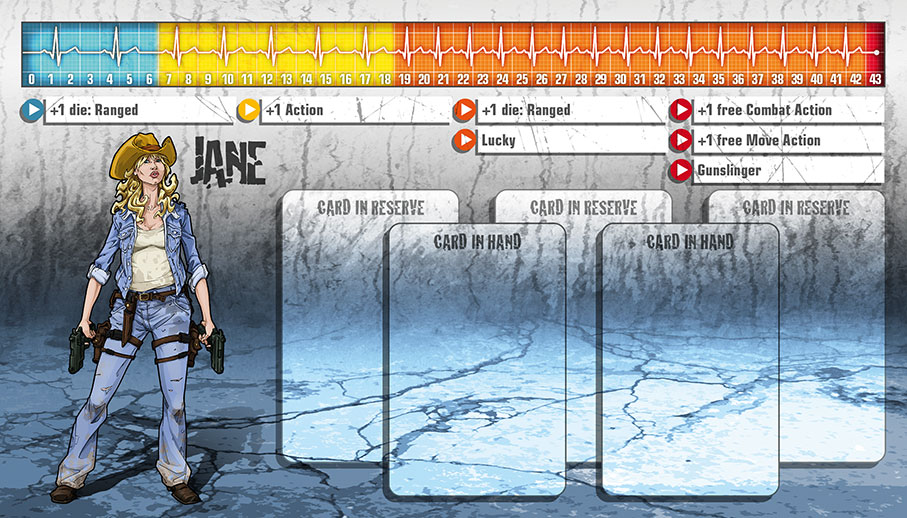 0 1 2 3 4 5 6 7 8 9 10 11 12 13 14 15 16 17 18 19 20 21 22 23 24 25 26 27 28 29 30 31 32 33 34 35 36 37 38 39 40 41 42 43
+1 die: Ranged +1 Action +1 die: Ranged +1 free Combat Action
Lucky +1 free Move Action
JANE
Gunslinger
CARD IN RESERVE CARD IN RESERVE CARD IN RESERVE
CARD IN HAND CARD IN HAND